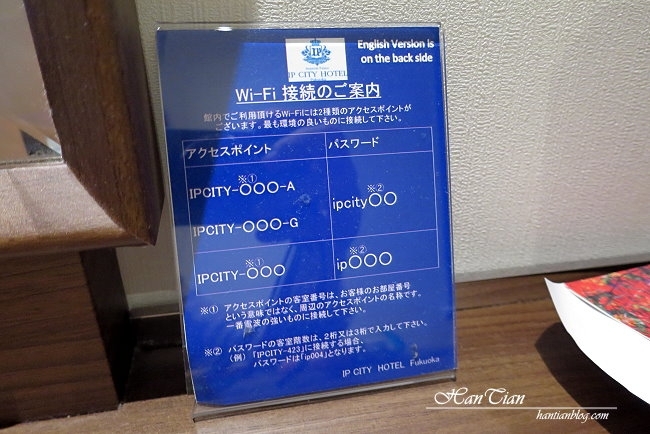 English Version is
on the back side
IP
IP CITY HOTEL
Fukuoka
Wi-Fi 接続のご案内
館内でご利用頂けるWi-Fiには2種類のアクセスポイントが
ございます。最も環境の良いものに接続して下さい。
アクセスポイント パスワード
※①
IPCITY-〇〇〇-A
※②
ipcity〇〇
IPCITY-〇〇〇-G
※① ※②
IPCITY-〇〇〇 ip〇〇〇
※① アクセスポイントの客室番号は、お客様のお部屋番号
という意味ではなく、周辺のアクセスポイントの名称です。
一番電波の強いものに接続して下さい。
※② パスワードの客室階数は、2桁又は3桁で入力して下さい。
(例) 「IPCITY-423」に接続する場合、
パスワードは「ip004」となります。
IP CITY HOTEL Fukuoka
HanTian
hantianblog.com